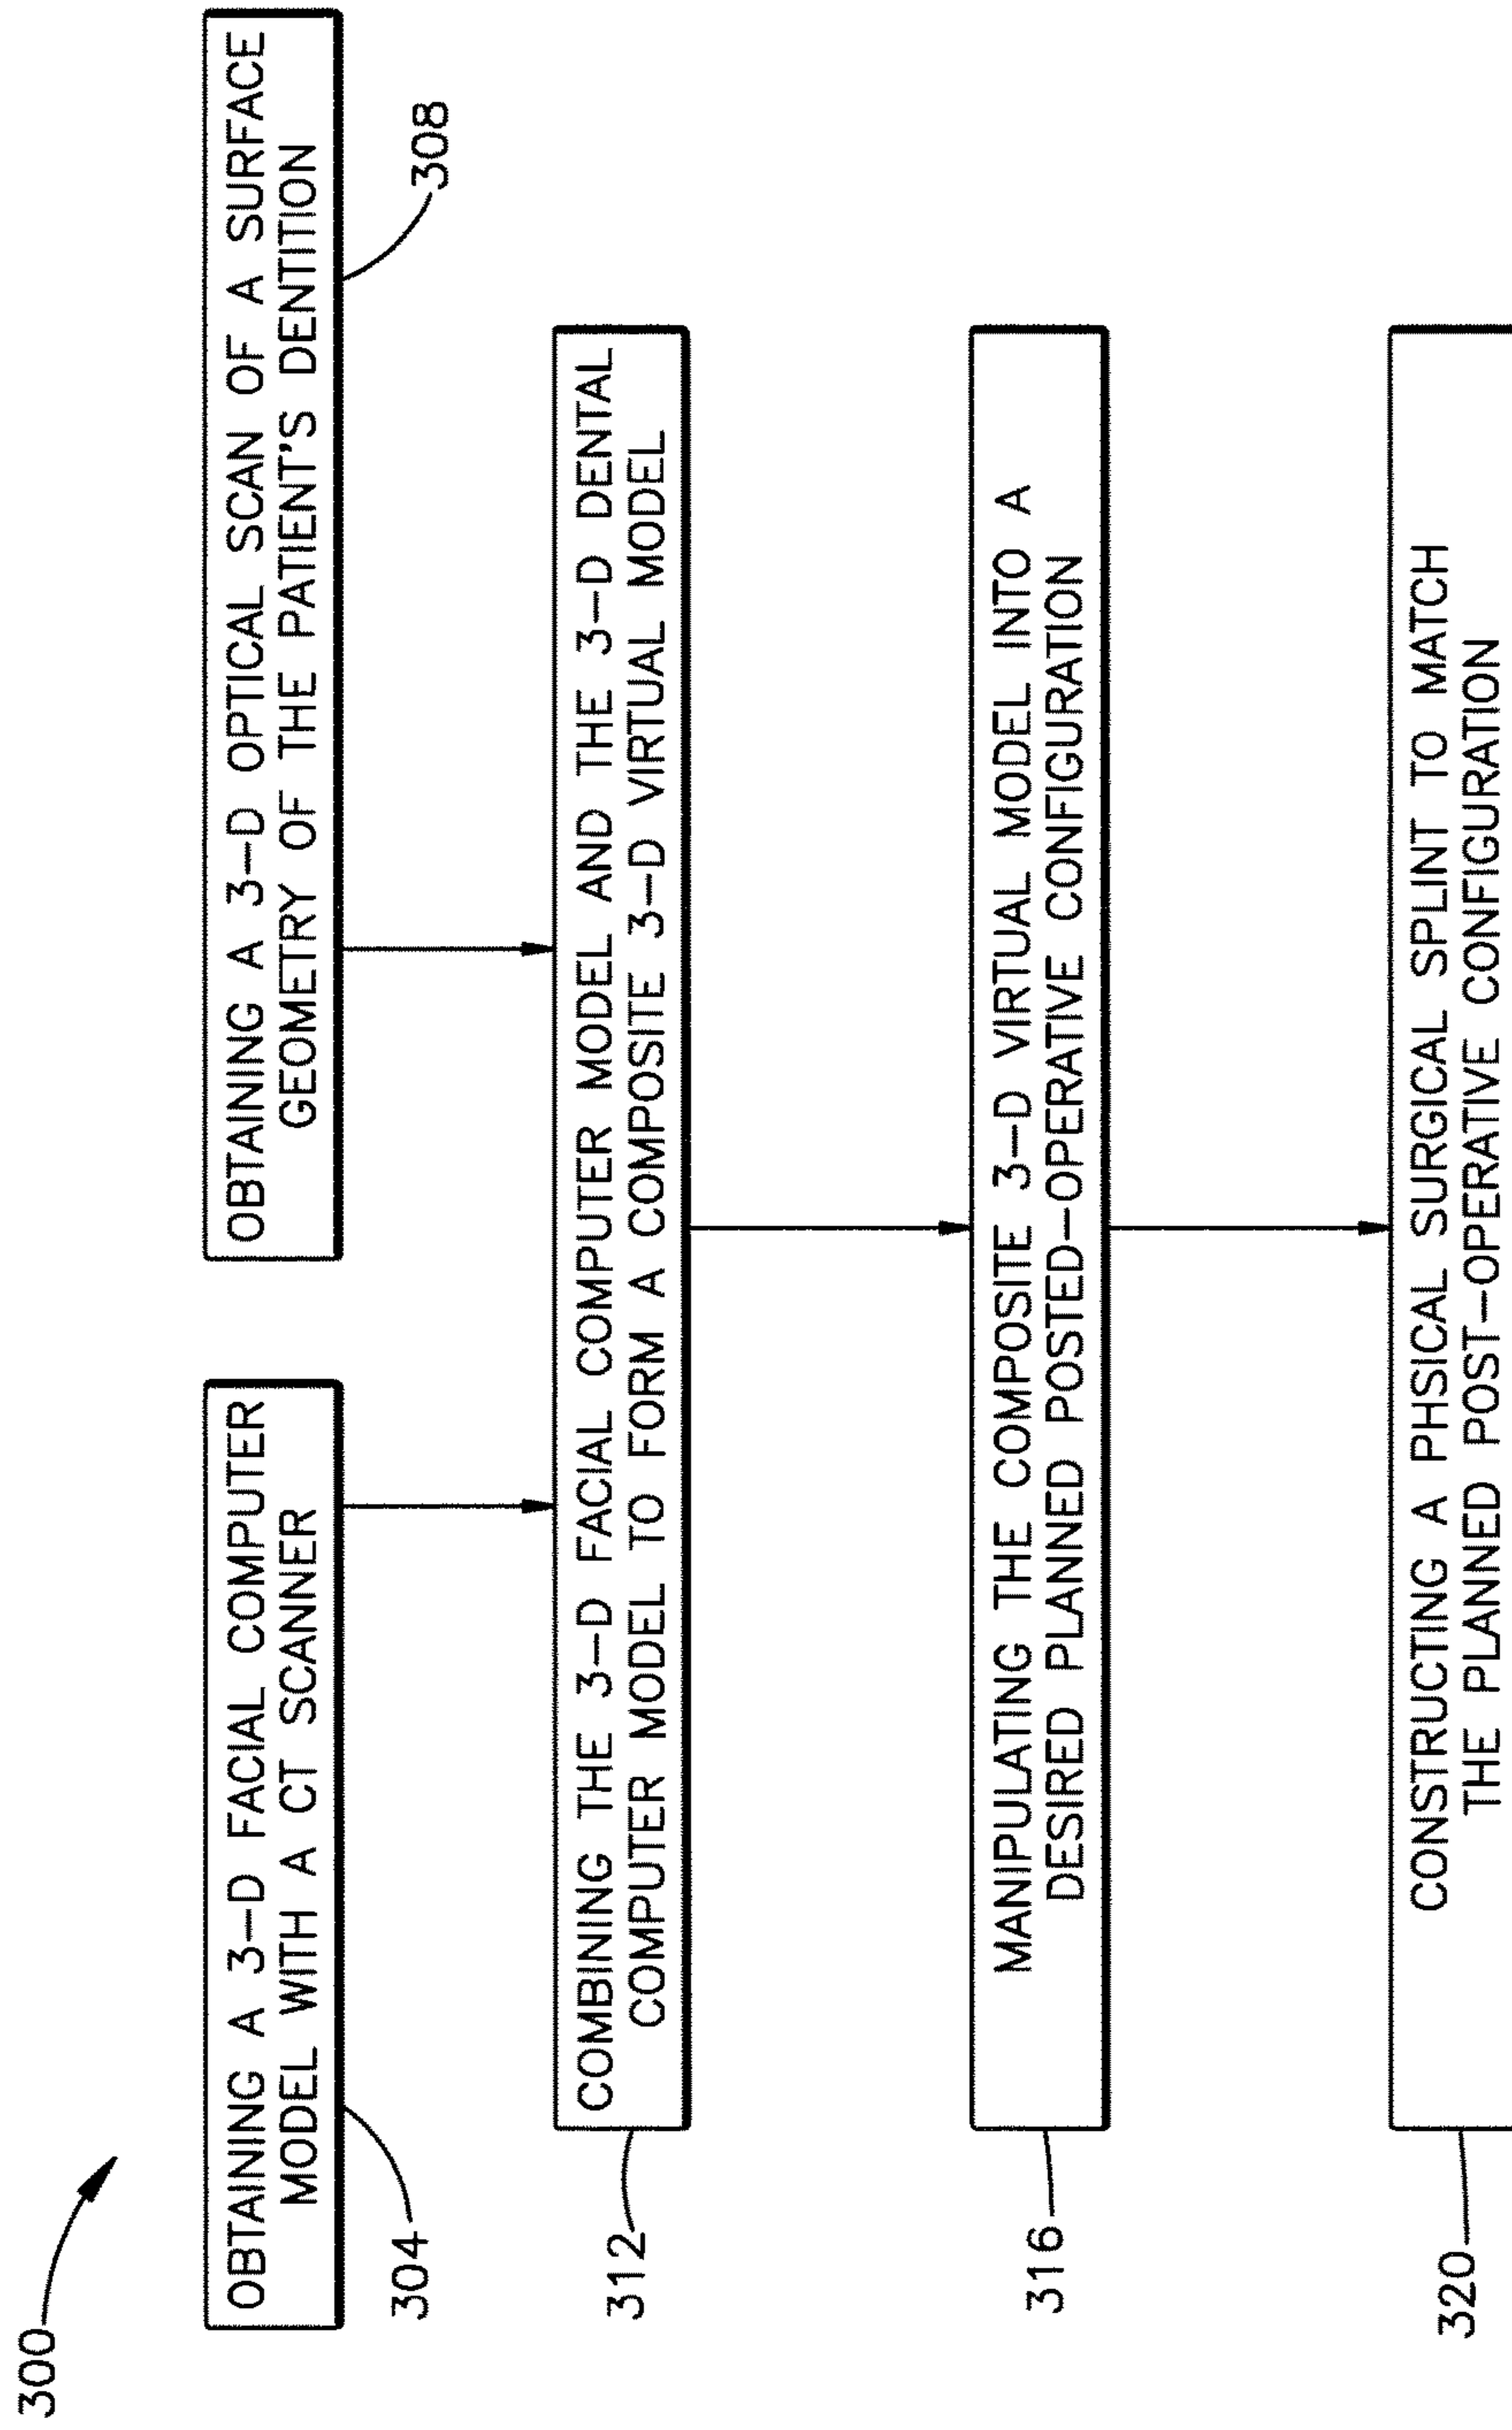 300
OBTAINING A 3-D FACIAL COMPUTER
MODEL WITH A CT SCANNER
304
OBTAINING A 3-D OPTICAL SCAN OF A SURFACE
GEOMETRY OF THE PATIENT'S DENTITION
308
COMBINING THE 3-D FACIAL COMPUTER MODEL AND THE 3-D DENTAL
COMPUTER MODEL TO FORM A COMPOSITE 3-D VIRTUAL MODEL
312
MANIPULATING THE COMPOSITE 3-D VIRTUAL MODEL INTO A
DESIRED PLANNED POSTED-OPERATIVE CONFIGURATION
316
CONSTRUCTING A PHSICAL SURGICAL SPLINT TO MATCH
THE PLANNED POST-OPERATIVE CONFIGURATION
320